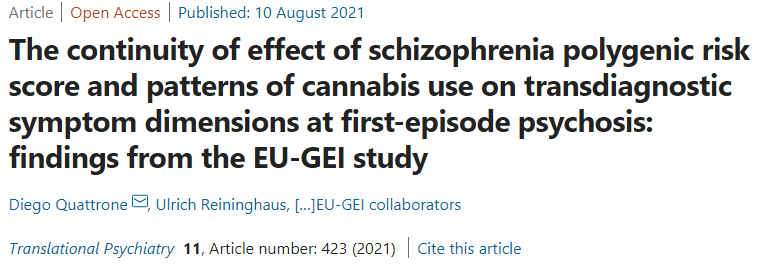 Article | Open Access | Published: 10 August 2021
The continuity of effect of schizophrenia polygenic risk
score and patterns of cannabis use on transdiagnostic
symptom dimensions at first-episode psychosis:
findings from the EU-GEI study
Diego Quattrone, Ulrich Reininghaus, [...]EU-GEI collaborators
Translational Psychiatry 11, Article number: 423 (2021) | Cite this article